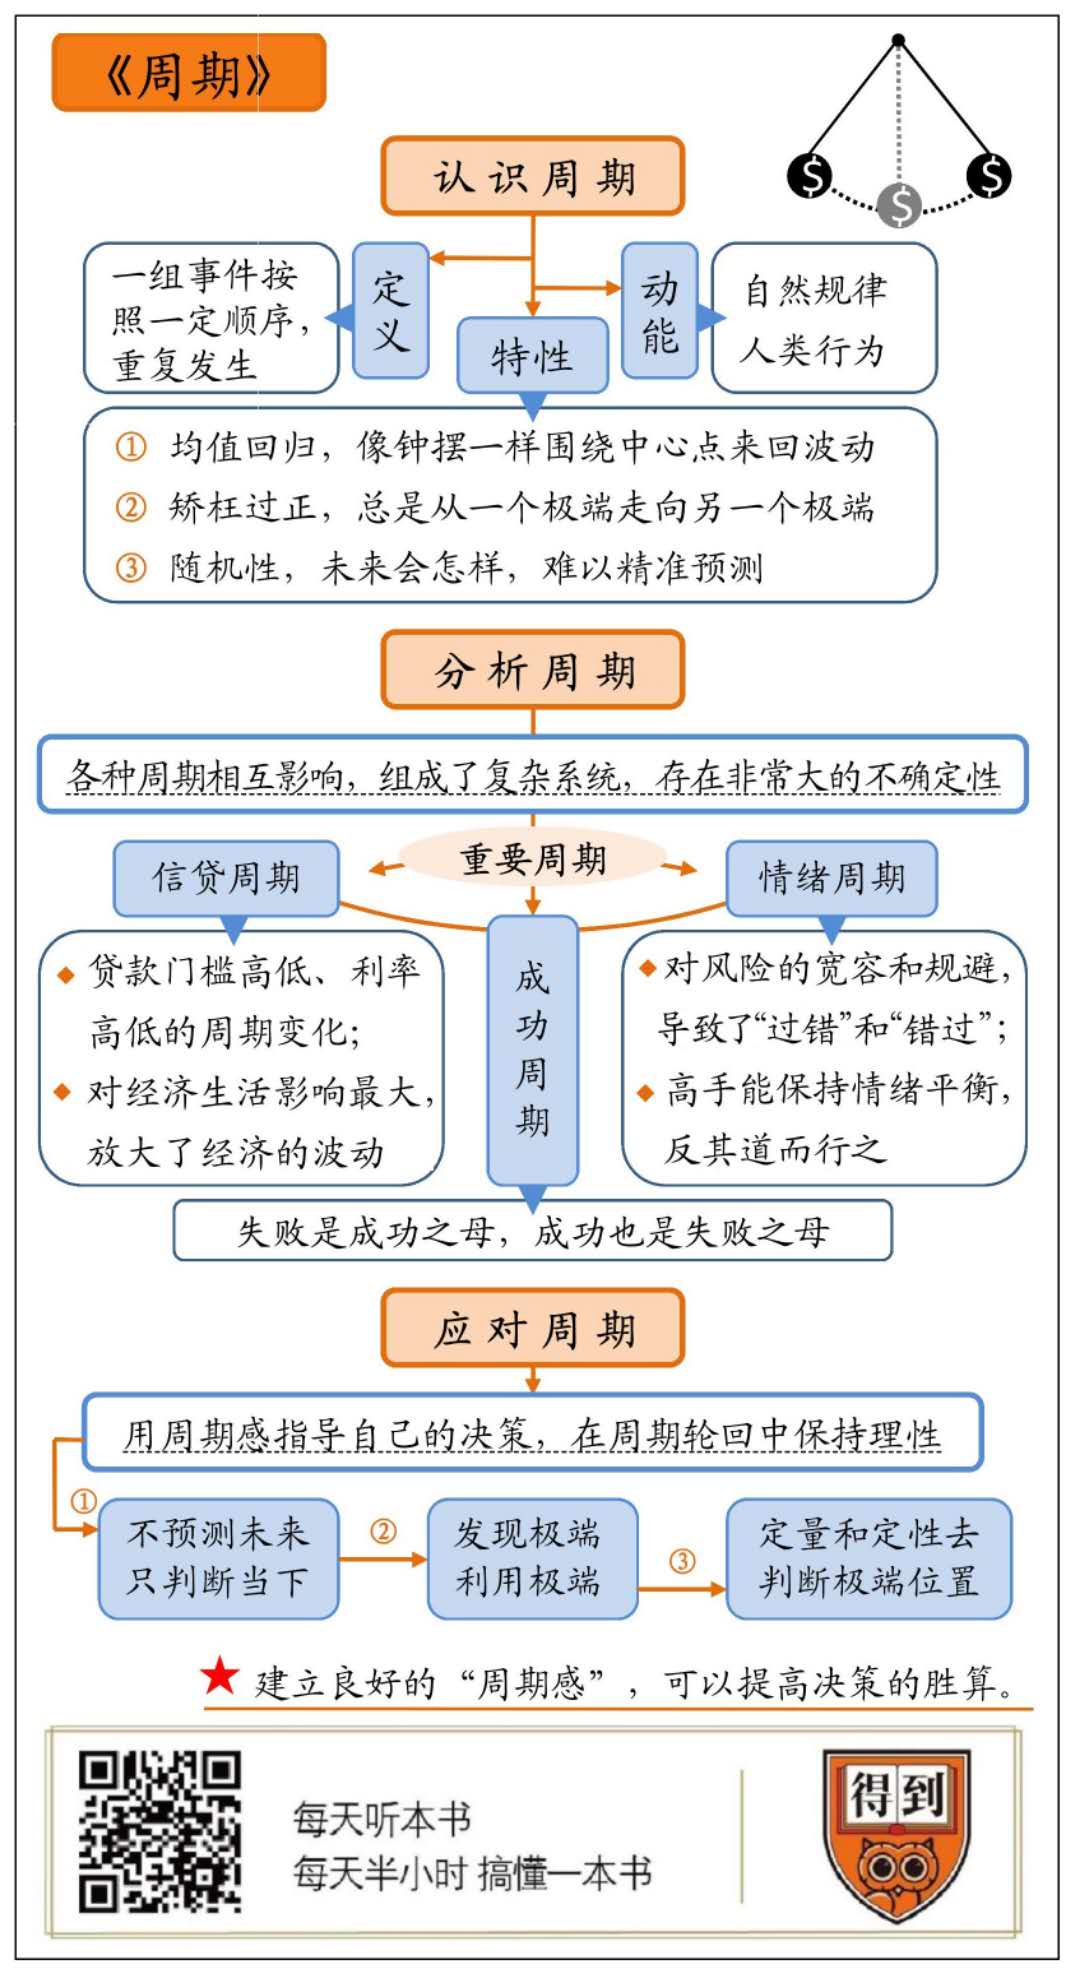 《周期》
认识周期
定义
一组事件按
照一定顺序，
重复发生
特性
动能
自然规律
人类行为
① 均值回归，像钟摆一样围绕中心点来回波动
② 矫枉过正，总是从一个极端走向另一个极端
③ 随机性，未来会怎样，难以精准预测
分析周期
各种周期相互影响，组成了复杂系统，存在非常大的不确定性
重要周期
信贷周期
◆ 贷款门槛高低、利率
高低的周期变化；
◆ 对经济生活影响最大，
放大了经济的波动
成功周期
情绪周期
◆ 对风险的宽容和规避，
导致了“过错”和“错过”；
◆ 高手能保持情绪平衡，
反其道而行之
失败是成功之母，成功也是失败之母
应对周期
用周期感指导自己的决策，在周期轮回中保持理性
①
不预测未来
只判断当下
②
发现极端
利用极端
③
定量和定性去
判断极端位置
★ 建立良好的“周期感”，可以提高决策的胜算。
每天听本书
每天半小时 搞懂一本书
得到
$
$
$